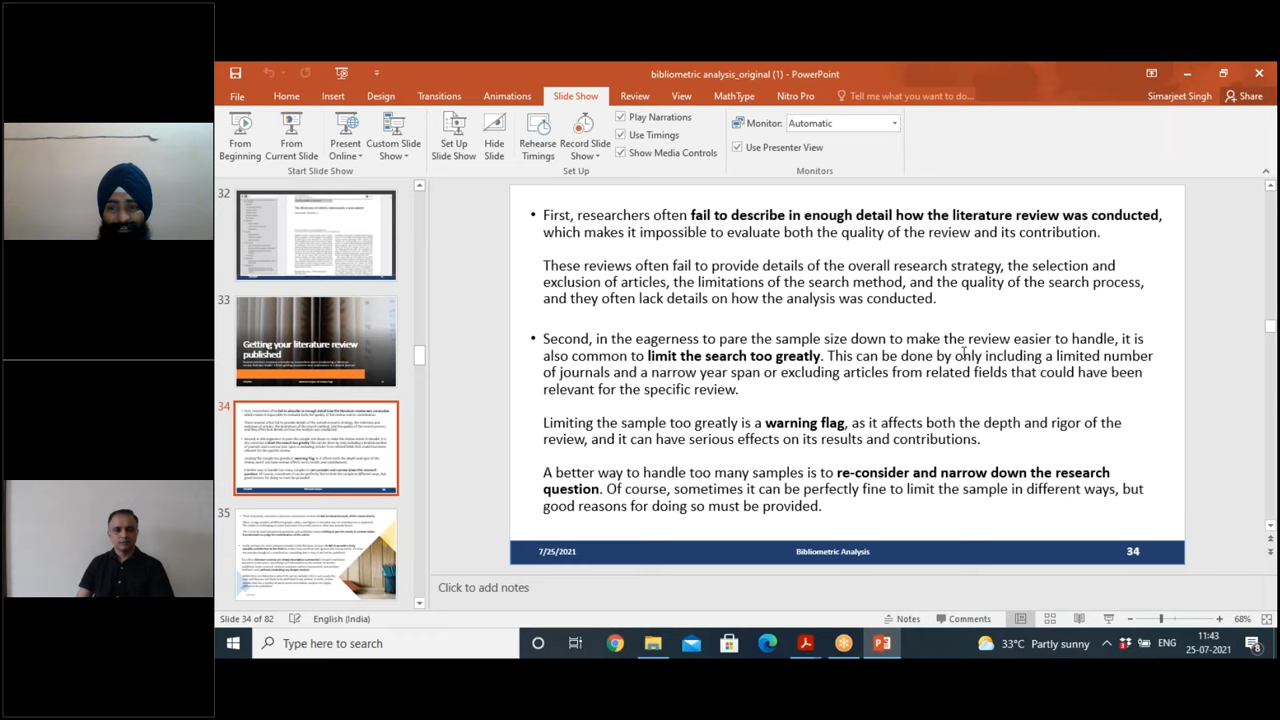 bibliometric analysis_original (1) - PowerPoint
File Home Insert Design Transitions Animations Slide Show Review View MathType Nitro Pro Tell me what you want to do... Simarjeet Singh Share
From Beginning
From Current Slide
Present Online
Custom Slide Show
Set Up Slide Show
Hide Slide
Rehearse Timings
Record Slide Show
Play Narrations
Use Timings
Show Media Controls
Monitor: Automatic
Use Presenter View
Start Slide Show Set Up Monitors
32
33
Getting your literature review
published
34
35
• First, researchers often fail to describe in enough detail how the literature review was conducted,
which makes it impossible to evaluate both the quality of the review and its contribution.
These reviews often fail to provide details of the overall research strategy, the selection and
exclusion of articles, the limitations of the search method, and the quality of the search process,
and they often lack details on how the analysis was conducted.
• Second, in the eagerness to pare the sample size down to make the review easier to handle, it is
also common to limit the sample too greatly. This can be done by only including a limited number
of journals and a narrow year span or excluding articles from related fields that could have been
relevant for the specific review.
Limiting the sample too greatly is a warning flag, as it affects both the depth and rigor of the
review, and it can have serious effects on its results and contributions.
A better way to handle too many samples is to re-consider and narrow down the research
question. Of course, sometimes it can be perfectly fine to limit the sample in different ways, but
good reasons for doing so must be provided.
7/25/2021 Bibliometric Analysis 34
Click to add notes
Slide 34 of 82 English (India) Notes Comments 68%
Type here to search
33°C Partly sunny ENG 11:43
25-07-2021
8